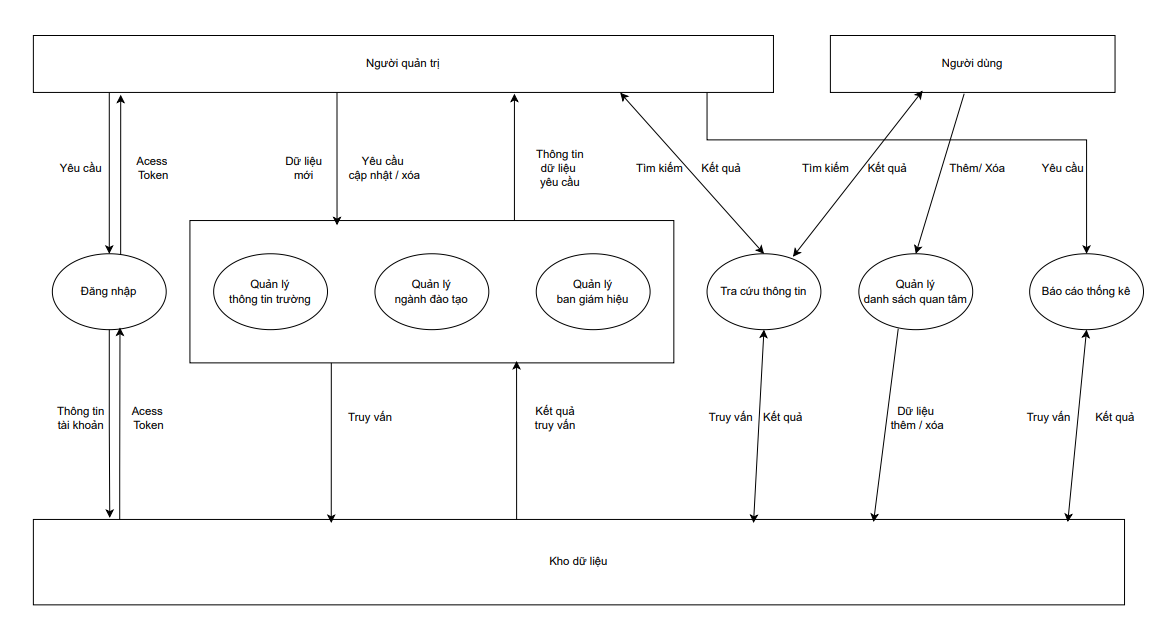 Người quản trị
Người dùng
Yêu cầu
Acess
Token
Dữ liệu
mới
Yêu cầu
cập nhật / xóa
Thông tin
dữ liệu
yêu cầu
Tìm kiếm
Kết quả
Tìm kiếm
Kết quả
Thêm/ Xóa
Yêu cầu
Đăng nhập
Quản lý
thông tin trường
Quản lý
ngành đào tạo
Quản lý
ban giám hiệu
Tra cứu thông tin
Quản lý
danh sách quan tâm
Báo cáo thống kê
Thông tin
tài khoản
Acess
Token
Truy vấn
Kết quả
truy vấn
Truy vấn
Kết quả
Dữ liệu
thêm / xóa
Truy vấn
Kết quả
Kho dữ liệu